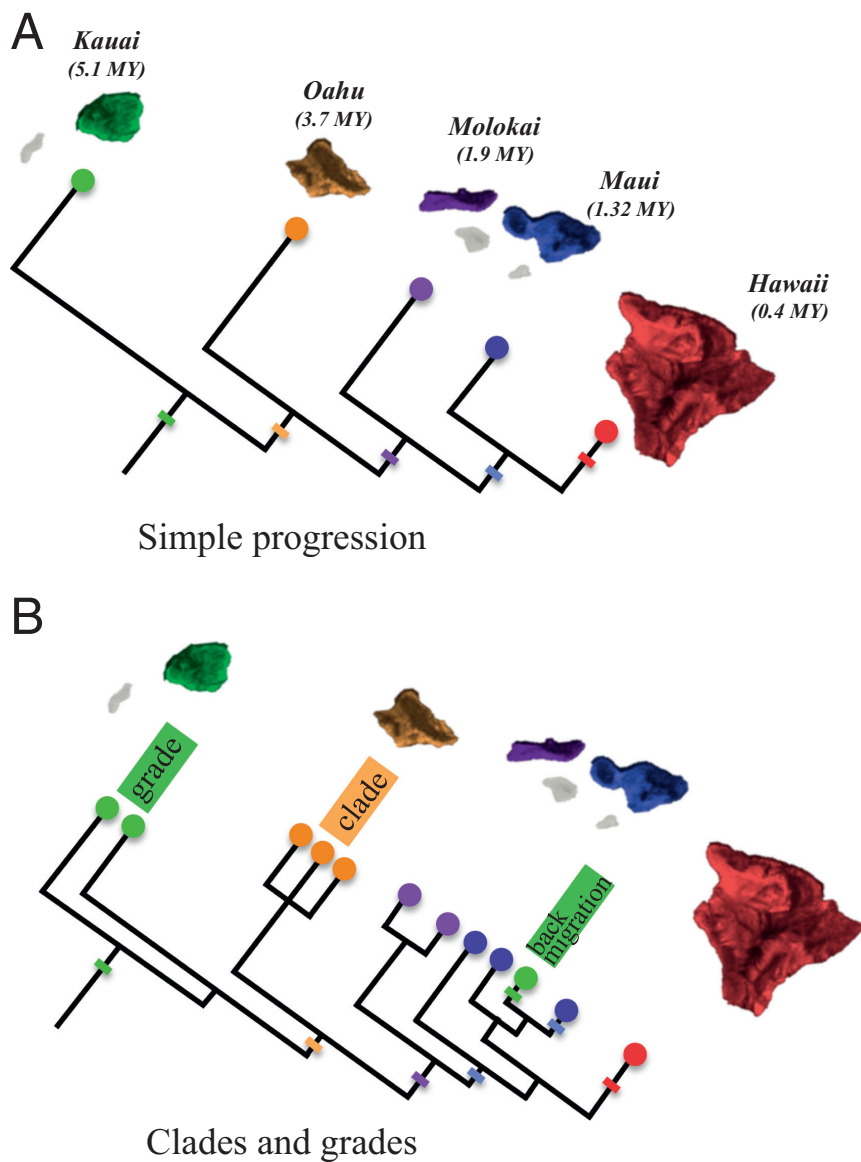 A
Kauai
(5.1 MY)
Oahu
(3.7 MY)
Molokai
(1.9 MY)
Maui
(1.32 MY)
Hawaii
(0.4 MY)
Simple progression
B
grade
clade
back
migration
Clades and grades